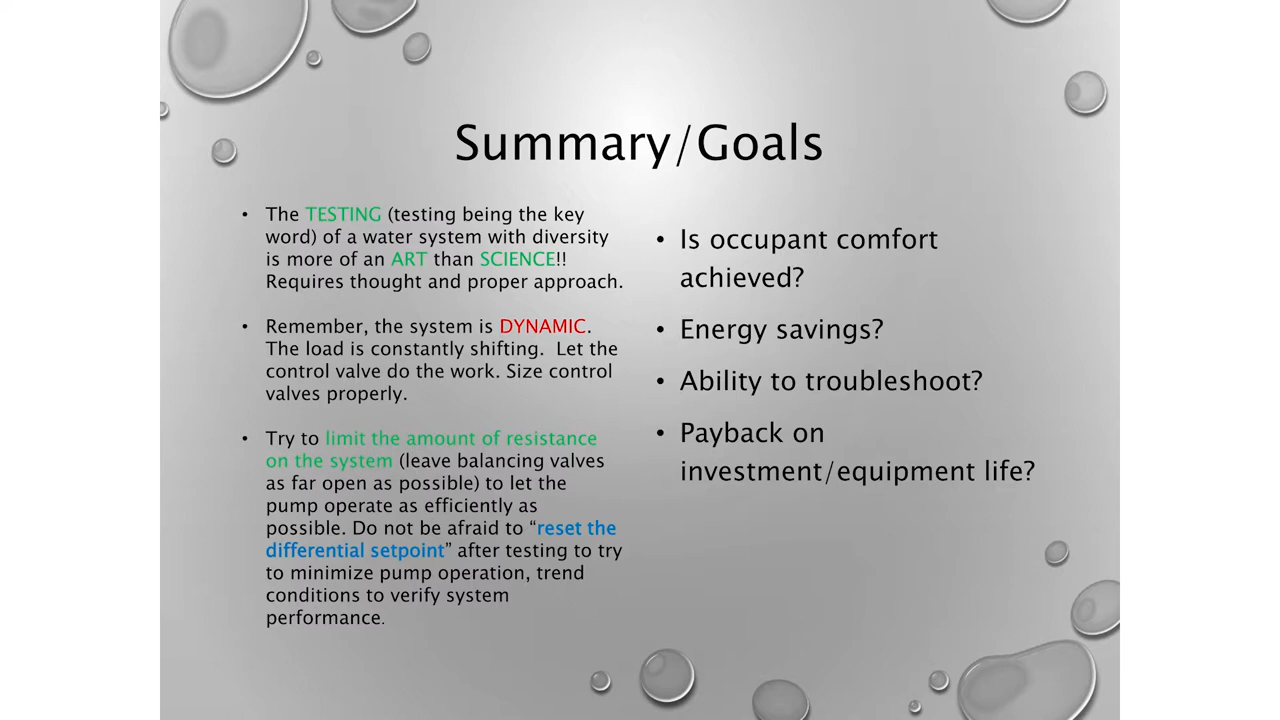 Summary/Goals
• The TESTING (testing being the key
word) of a water system with diversity
is more of an ART than SCIENCE!!
Requires thought and proper approach.
• Remember, the system is DYNAMIC.
The load is constantly shifting.  Let the
control valve do the work. Size control
valves properly.
• Try to limit the amount of resistance
on the system (leave balancing valves
as far open as possible) to let the
pump operate as efficiently as
possible. Do not be afraid to “reset the
differential setpoint” after testing to try
to minimize pump operation, trend
conditions to verify system
performance.
• Is occupant comfort
achieved?
• Energy savings?
• Ability to troubleshoot?
• Payback on
investment/equipment life?